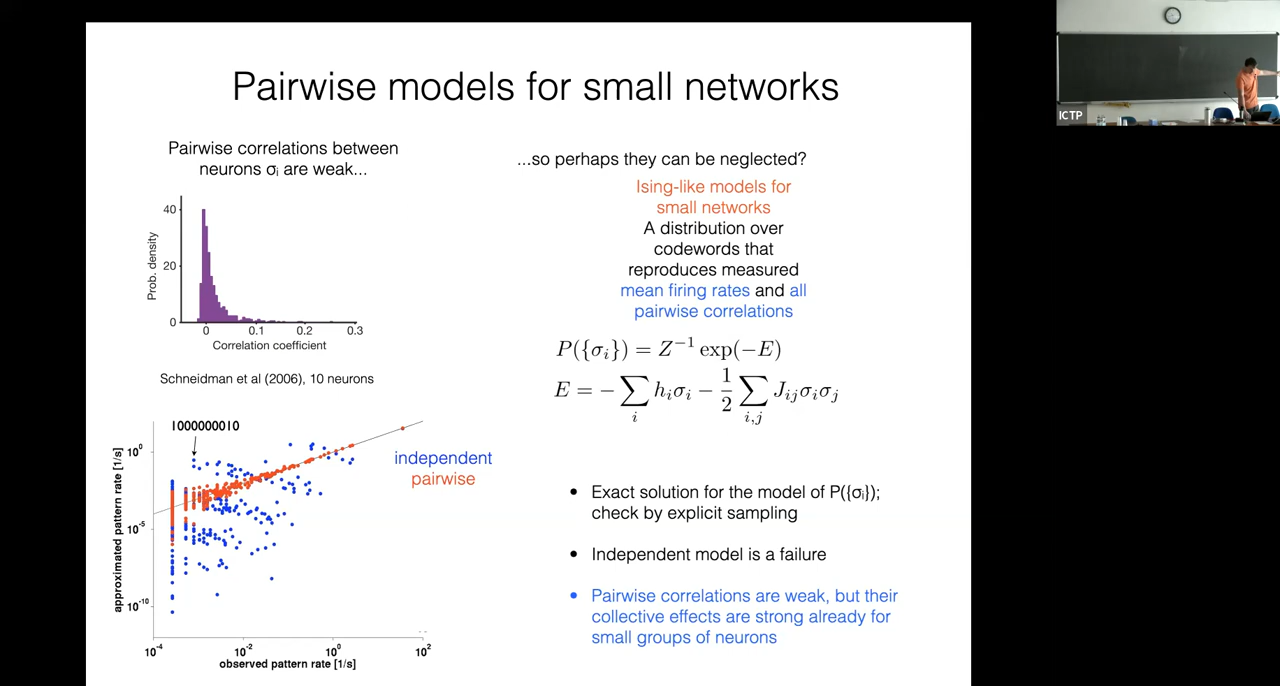 Pairwise models for small networks
Pairwise correlations between
neurons σᵢ are weak...
Prob. density
40
20
0
0
0.1
0.2
0.3
Correlation coefficient
Schneidman et al (2006), 10 neurons
1000000010
approximated pattern rate [1/s]
10⁰
10⁻⁵
10⁻¹⁰
10⁻⁴
10⁻²
10⁰
10²
observed pattern rate [1/s]
independent
pairwise
...so perhaps they can be neglected?
Ising-like models for
small networks
A distribution over
codewords that
reproduces measured
mean firing rates and all
pairwise correlations
P({σᵢ}) = Z⁻¹ exp(−E)
E = − ∑ᵢ hᵢσᵢ − 1/2 ∑ᵢ,ⱼ Jᵢⱼσᵢσⱼ
• Exact solution for the model of P({σᵢ});
check by explicit sampling
• Independent model is a failure
• Pairwise correlations are weak, but their
collective effects are strong already for
small groups of neurons
ICTP